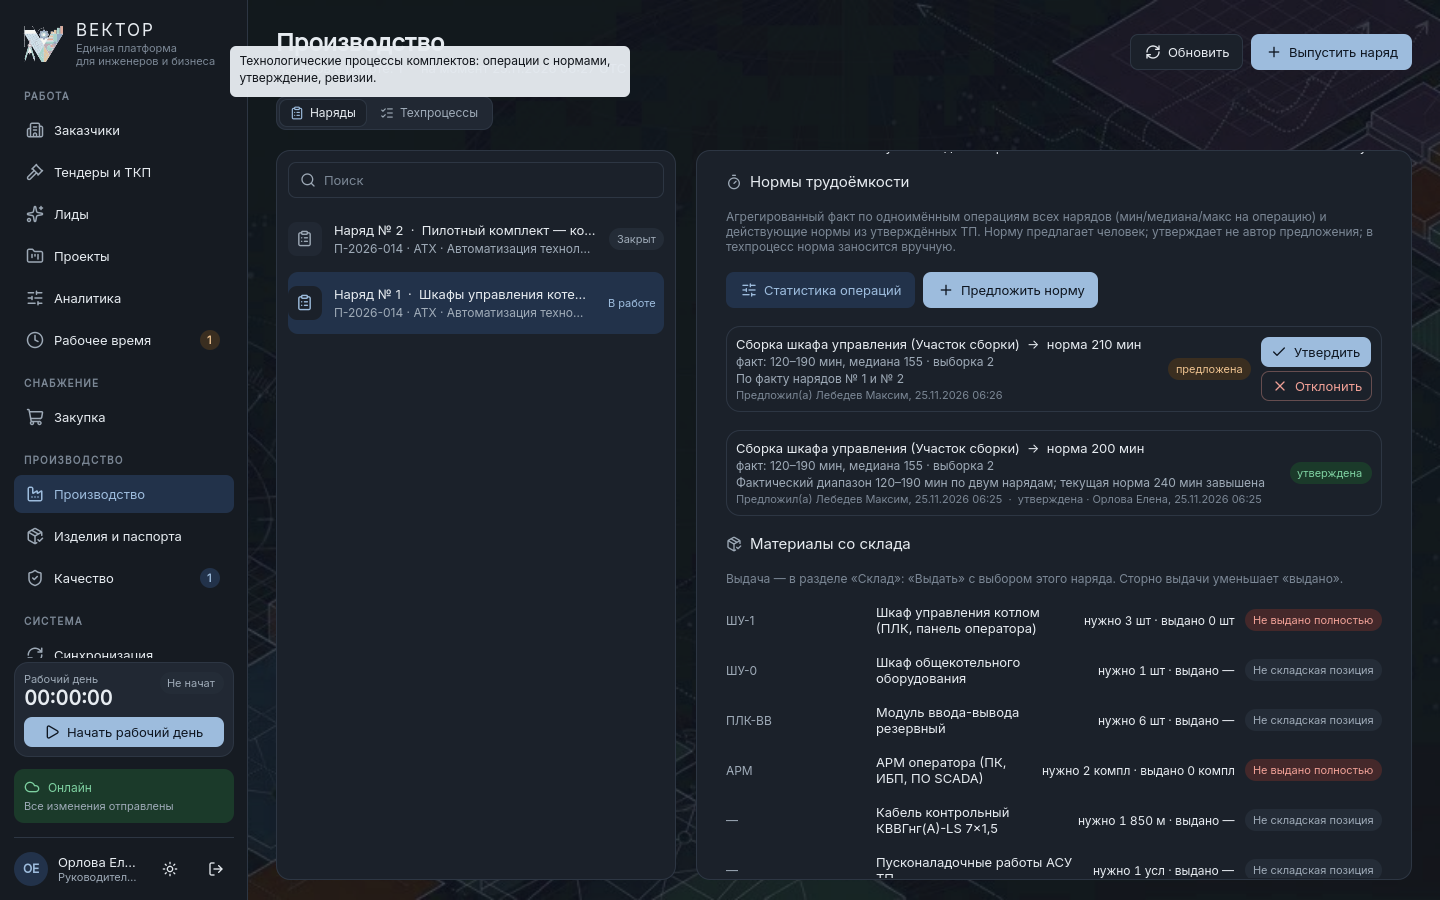 ВЕКТОР
Единая платформа
для инженеров и бизнеса
РАБОТА
Заказчики
Тендеры и ТКП
Лиды
Проекты
Аналитика
Рабочее время
1
СНАБЖЕНИЕ
Закупка
ПРОИЗВОДСТВО
Производство
Изделия и паспорта
Качество
1
СИСТЕМА
Синхронизация
Рабочий день
Не начат
00:00:00
Начать рабочий день
Онлайн
Все изменения отправлены
ОЕ
Орлова Ел...
Руководител...
Производство
Технологические процессы комплектов: операции с нормами,
утверждение, ревизии.
Обновить
Выпустить наряд
Наряды
Техпроцессы
Поиск
Наряд № 2 · Пилотный комплект — ко...
П-2026-014 · АТХ · Автоматизация технол...
Закрыт
Наряд № 1 · Шкафы управления коте...
П-2026-014 · АТХ · Автоматизация техно...
В работе
Нормы трудоёмкости
Агрегированный факт по одноимённым операциям всех нарядов (мин/медиана/макс на операцию) и
действующие нормы из утверждённых ТП. Норму предлагает человек; утверждает не автор предложения; в
техпроцесс норма заносится вручную.
Статистика операций
Предложить норму
Сборка шкафа управления (Участок сборки) → норма 210 мин
факт: 120–190 мин, медиана 155 · выборка 2
По факту нарядов № 1 и № 2
Предложил(а) Лебедев Максим, 25.11.2026 06:26
предложена
Утвердить
Отклонить
Сборка шкафа управления (Участок сборки) → норма 200 мин
факт: 120–190 мин, медиана 155 · выборка 2
Фактический диапазон 120–190 мин по двум нарядам; текущая норма 240 мин завышена
Предложил(а) Лебедев Максим, 25.11.2026 06:25 · утверждена · Орлова Елена, 25.11.2026 06:25
утверждена
Материалы со склада
Выдача — в разделе «Склад»: «Выдать» с выбором этого наряда. Сторно выдачи уменьшает «выдано».
ШУ-1
Шкаф управления котлом
(ПЛК, панель оператора)
нужно 3 шт · выдано 0 шт
Не выдано полностью
ШУ-0
Шкаф общекотельного
оборудования
нужно 1 шт · выдано —
Не складская позиция
ПЛК-ВВ
Модуль ввода-вывода
резервный
нужно 6 шт · выдано —
Не складская позиция
АРМ
АРМ оператора (ПК,
ИБП, ПО SCADA)
нужно 2 компл · выдано 0 компл
Не выдано полностью
—
Кабель контрольный
КВВГнг(А)-LS 7×1,5
нужно 1 850 м · выдано —
Не складская позиция
—
Пусконаладочные работы АСУ
ТП
нужно 1 усл · выдано —
Не складская позиция